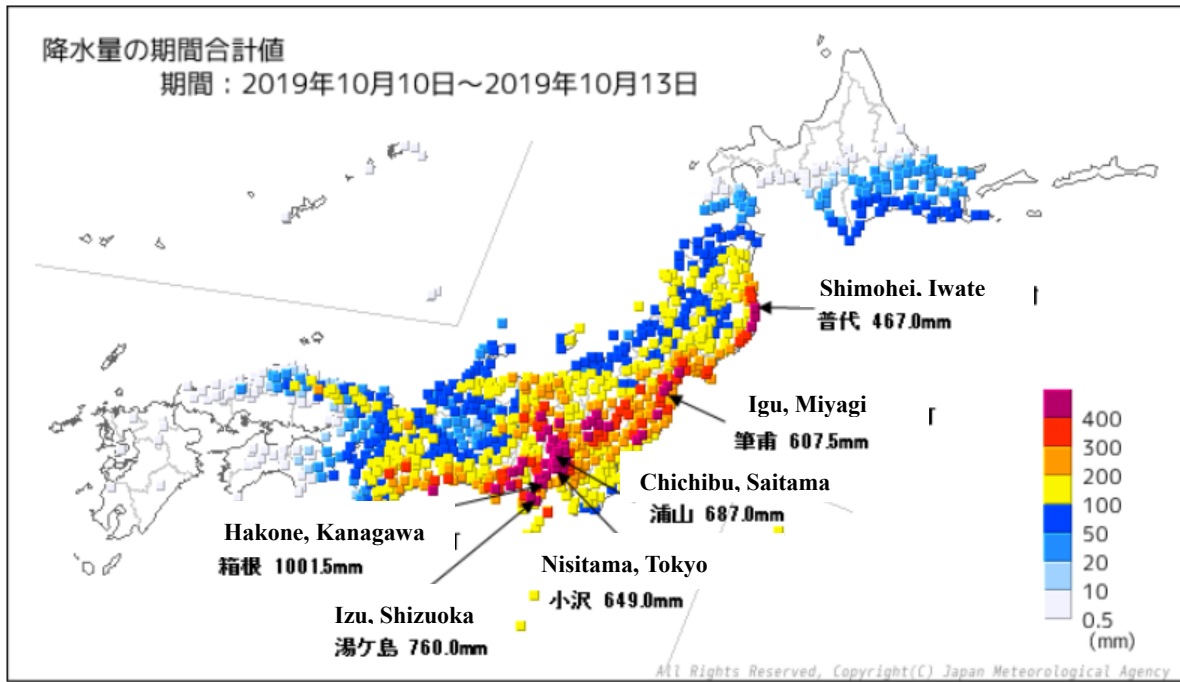 降水量の期間合計値
期間：2019年10月10日～2019年10月13日
Shimohei, Iwate
普代 467.0mm
Igu, Miyagi
筆甫 607.5mm
Chichibu, Saitama
浦山 687.0mm
Hakone, Kanagawa
箱根 1001.5mm
Nisitama, Tokyo
小沢 649.0mm
Izu, Shizuoka
湯ケ島 760.0mm
400
300
200
100
50
20
10
0.5
(mm)
All Rights Reserved, Copyright(C) Japan Meteorological Agency